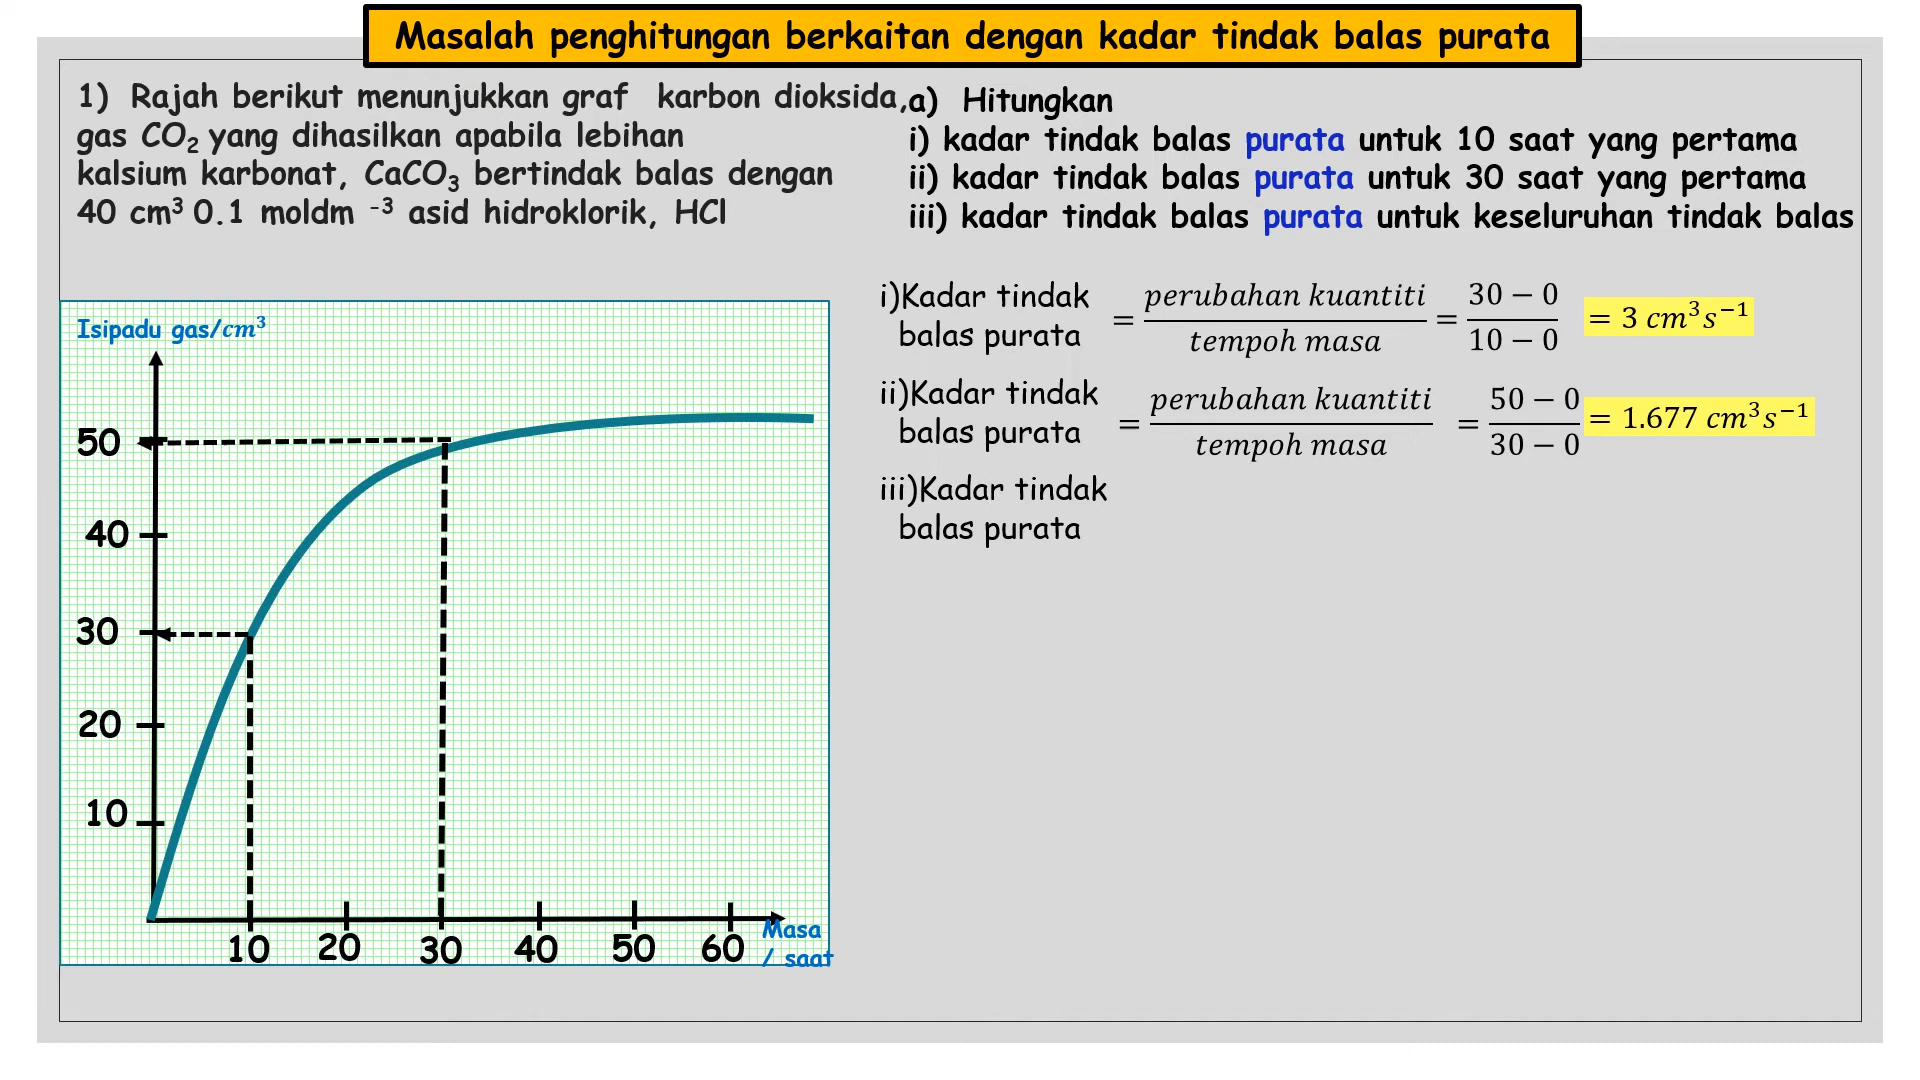 Masalah penghitungan berkaitan dengan kadar tindak balas purata
1) Rajah berikut menunjukkan graf karbon dioksida,
gas CO₂ yang dihasilkan apabila lebihan
kalsium karbonat, CaCO₃ bertindak balas dengan
40 cm³ 0.1 moldm ⁻³ asid hidroklorik, HCl
a) Hitungkan
i) kadar tindak balas purata untuk 10 saat yang pertama
ii) kadar tindak balas purata untuk 30 saat yang pertama
iii) kadar tindak balas purata untuk keseluruhan tindak balas
i)Kadar tindak
balas purata
= perubahan kuantiti / tempoh masa = 30 − 0 / 10 − 0 = 3 cm³s⁻¹
ii)Kadar tindak
balas purata
= perubahan kuantiti / tempoh masa = 50 − 0 / 30 − 0 = 1.677 cm³s⁻¹
iii)Kadar tindak
balas purata
Isipadu gas/cm³
50
40
30
20
10
10 20 30 40 50 60
Masa
/ saat